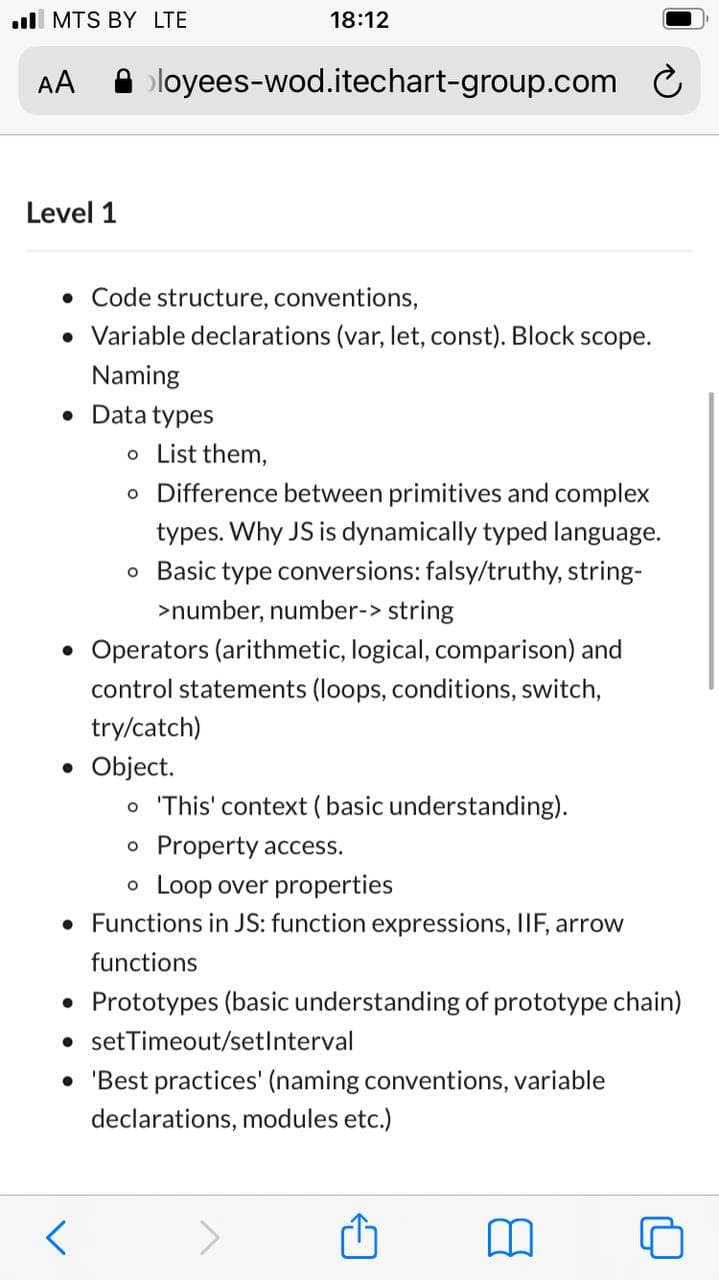 MTS BY LTE 18:12
AA loyees-wod.itechart-group.com
Level 1
• Code structure, conventions,
• Variable declarations (var, let, const). Block scope.
Naming
• Data types
◦ List them,
◦ Difference between primitives and complex
types. Why JS is dynamically typed language.
◦ Basic type conversions: falsy/truthy, string-
>number, number-> string
• Operators (arithmetic, logical, comparison) and
control statements (loops, conditions, switch,
try/catch)
• Object.
◦ 'This' context ( basic understanding).
◦ Property access.
◦ Loop over properties
• Functions in JS: function expressions, IIF, arrow
functions
• Prototypes (basic understanding of prototype chain)
• setTimeout/setInterval
• 'Best practices' (naming conventions, variable
declarations, modules etc.)